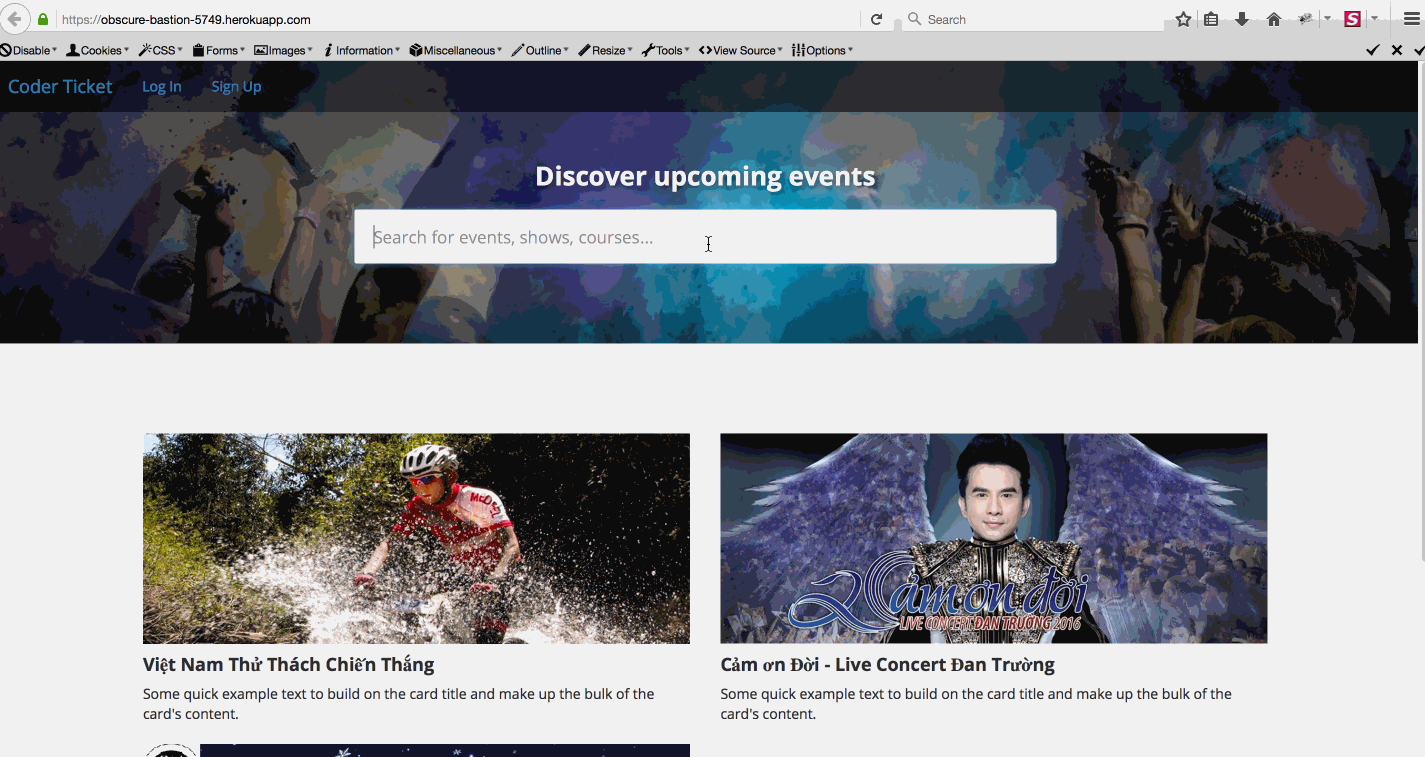 https://obscure-bastion-5749.herokuapp.com
Search
Disable Cookies CSS Forms Images Information Miscellaneous Outline Resize Tools View Source Options
Coder Ticket Log In Sign Up
Discover upcoming events
Search for events, shows, courses...
Cảm ơn đời
LIVE CONCERT ĐAN TRƯỜNG 2016
Việt Nam Thử Thách Chiến Thắng
Some quick example text to build on the card title and make up the bulk of the
card's content.
Cảm ơn Đời - Live Concert Đan Trường
Some quick example text to build on the card title and make up the bulk of the
card's content.